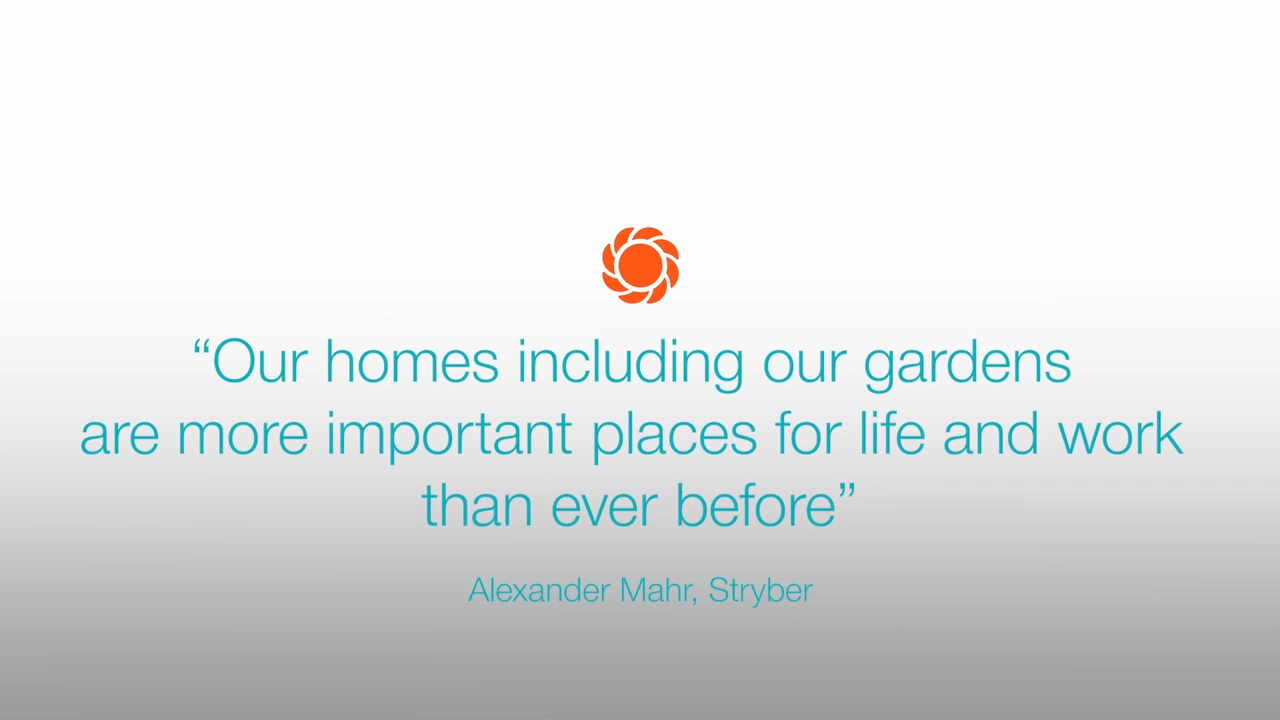 “Our homes including our gardens
are more important places for life and work
than ever before”
Alexander Mahr, Stryber